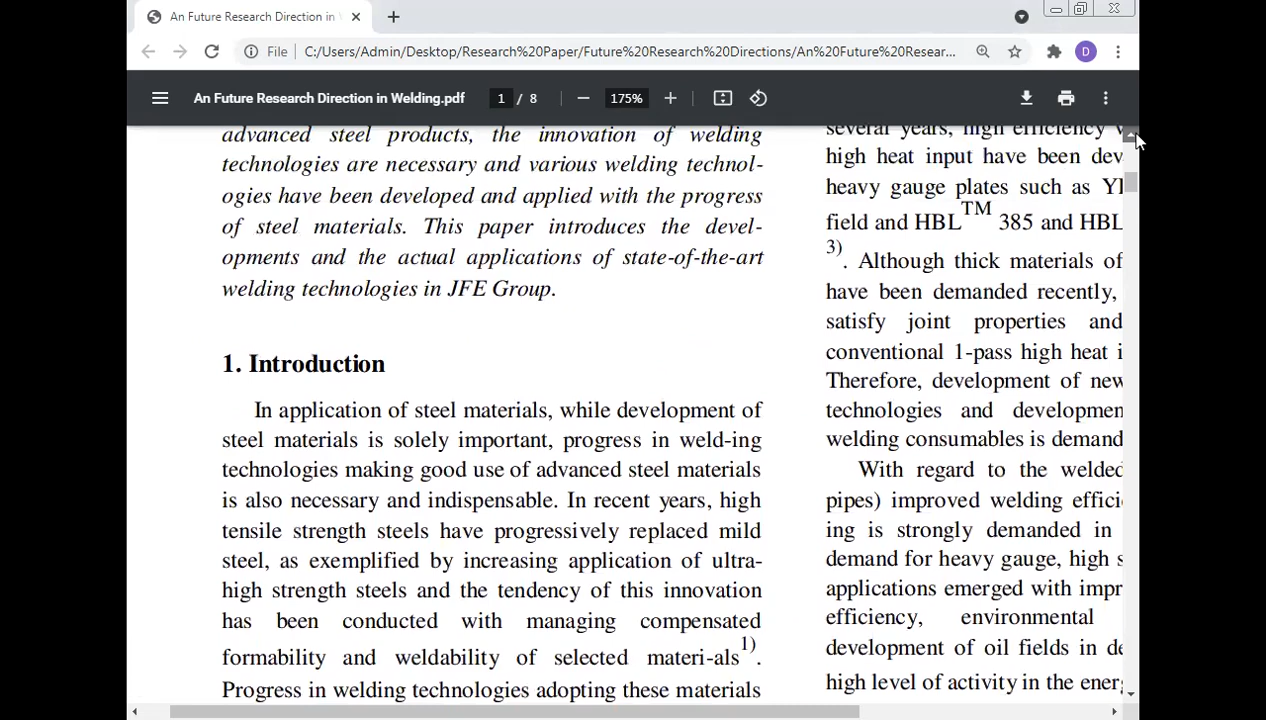 An Future Research Direction in
File C:/Users/Admin/Desktop/Research%20Paper/Future%20Research%20Directions/An%20Future%20Resear...
D
An Future Research Direction in Welding.pdf 1 / 8 175%
advanced steel products, the innovation of welding
technologies are necessary and various welding technol-
ogies have been developed and applied with the progress
of steel materials. This paper introduces the devel-
opments and the actual applications of state-of-the-art
welding technologies in JFE Group.
1. Introduction
In application of steel materials, while development of
steel materials is solely important, progress in weld-ing
technologies making good use of advanced steel materials
is also necessary and indispensable. In recent years, high
tensile strength steels have progressively replaced mild
steel, as exemplified by increasing application of ultra-
high strength steels and the tendency of this innovation
has been conducted with managing compensated
formability and weldability of selected materi-als1).
Progress in welding technologies adopting these materials
several years, high efficiency
high heat input have been dev
heavy gauge plates such as
field and HBL™ 385 and HBL
3). Although thick materials of
have been demanded recently,
satisfy joint properties and
conventional 1-pass high heat i
Therefore, development of new
technologies and developmen
welding consumables is demand
With regard to the welded
pipes) improved welding effici
ing is strongly demanded in
demand for heavy gauge, high s
applications emerged with impr
efficiency, environmental
development of oil fields in de
high level of activity in the ener